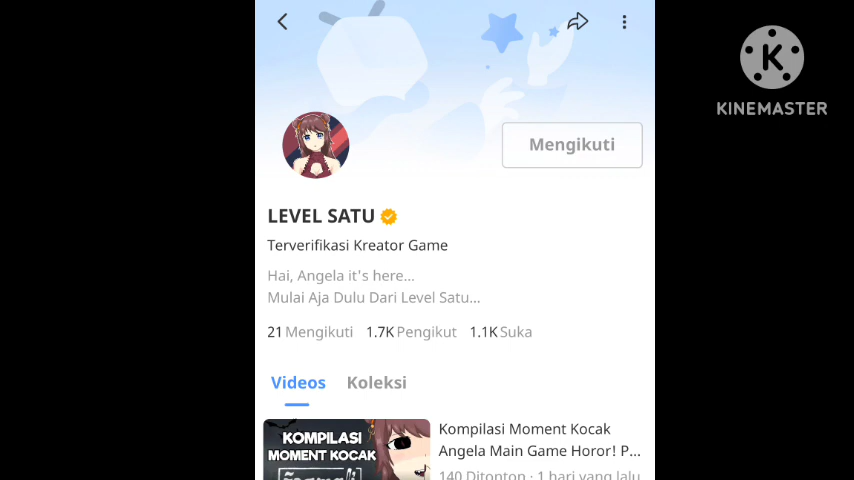 KINEMASTER
Mengikuti
LEVEL SATU
Terverifikasi Kreator Game
Hai, Angela it's here...
Mulai Aja Dulu Dari Level Satu...
21 Mengikuti 1.7K Pengikut 1.1K Suka
Videos Koleksi
KOMPILASI
MOMENT KOCAK
Kompilasi Moment Kocak
Angela Main Game Horor! P...
140 Ditonton · 1 hari yang lalu